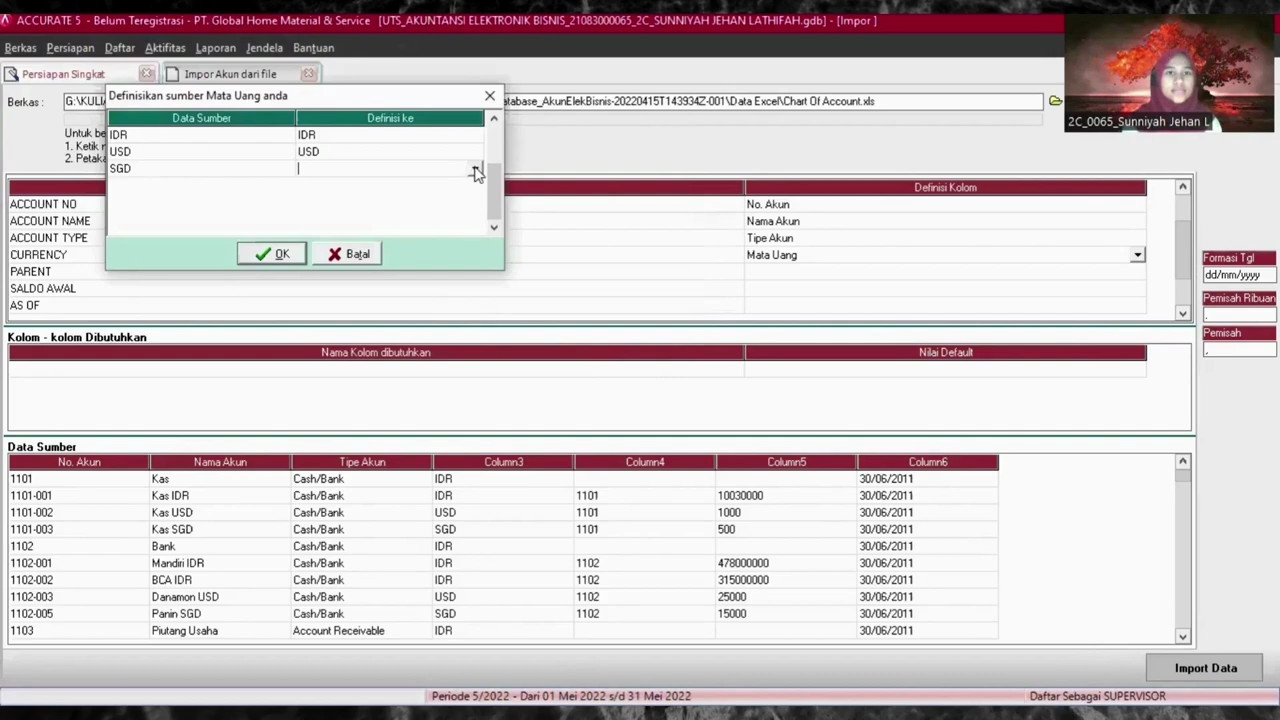 ACCURATE 5 - Belum Teregistrasi - PT. Global Home Material & Service [UTS_AKUNTANSI ELEKTRONIK BISNIS_21083000065_2C_SUNNIYAH JEHAN LATHIFAH.gdb] - [Impor ]
Berkas Persiapan Daftar Aktifitas Laporan Jendela Bantuan
Persiapan Singkat Impor Akun dari file
Berkas :
Definisikan sumber Mata Uang anda
atabase_AkunElekBisnis-20220415T143934Z-001\Data Excel\Chart Of Account.xls
2C_0065_Sunniyah Jehan L
Data Sumber Definisi ke
IDR IDR
USD USD
SGD
OK Batal
1. Ketik
2. Petaka
Definisi Kolom
ACCOUNT NO No. Akun
ACCOUNT NAME Nama Akun
ACCOUNT TYPE Tipe Akun
CURRENCY Mata Uang
PARENT
SALDO AWAL
AS OF
Formasi Tgl
dd/mm/yyyy
Pemisah Ribuan
.
Pemisah
,
Kolom - kolom Dibutuhkan
Nama Kolom dibutuhkan Nilai Default
Data Sumber
No. Akun Nama Akun Tipe Akun Column3 Column4 Column5 Column6
1101 Kas Cash/Bank IDR 30/06/2011
1101-001 Kas IDR Cash/Bank IDR 1101 10030000 30/06/2011
1101-002 Kas USD Cash/Bank USD 1101 1000 30/06/2011
1101-003 Kas SGD Cash/Bank SGD 1101 500 30/06/2011
1102 Bank Cash/Bank IDR 30/06/2011
1102-001 Mandiri IDR Cash/Bank IDR 1102 478000000 30/06/2011
1102-002 BCA IDR Cash/Bank IDR 1102 315000000 30/06/2011
1102-003 Danamon USD Cash/Bank USD 1102 25000 30/06/2011
1102-005 Panin SGD Cash/Bank SGD 1102 15000 30/06/2011
1103 Piutang Usaha Account Receivable IDR 30/06/2011
Import Data
Periode 5/2022 - Dari 01 Mei 2022 s/d 31 Mei 2022
Daftar Sebagai SUPERVISOR